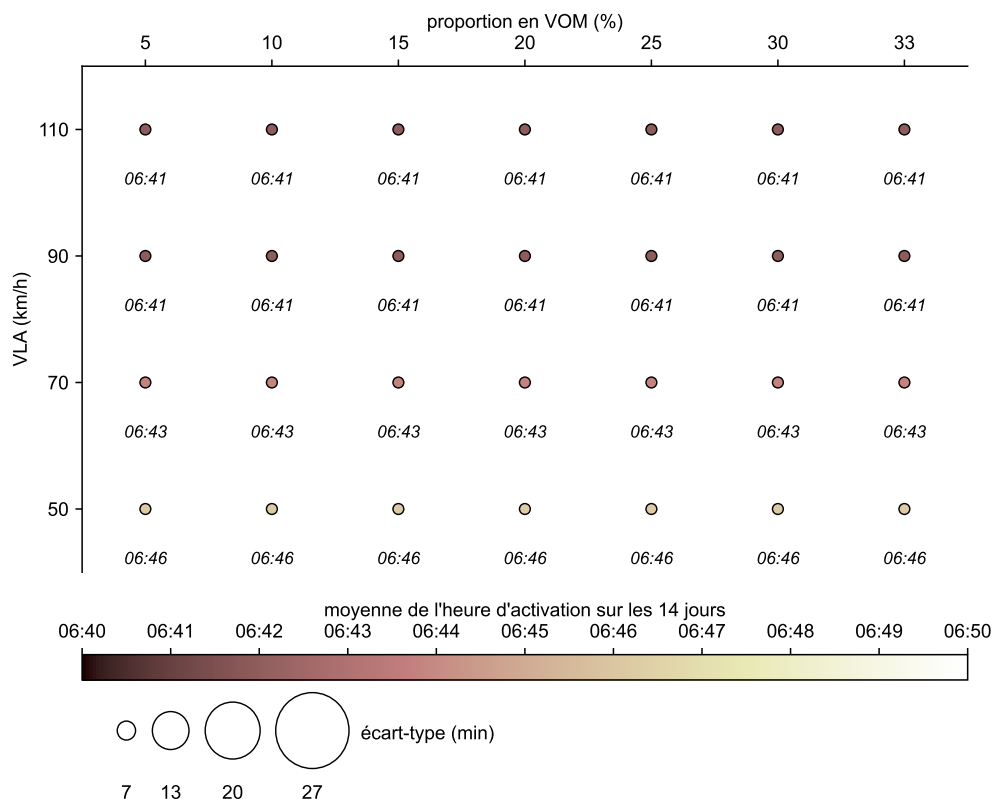 proportion en VOM (%)
5 10 15 20 25 30 33
110
06:41 06:41 06:41 06:41 06:41 06:41 06:41
90
06:41 06:41 06:41 06:41 06:41 06:41 06:41
VLA (km/h)
70
06:43 06:43 06:43 06:43 06:43 06:43 06:43
50
06:46 06:46 06:46 06:46 06:46 06:46 06:46
moyenne de l'heure d'activation sur les 14 jours
06:40 06:41 06:42 06:43 06:44 06:45 06:46 06:47 06:48 06:49 06:50
écart-type (min)
7 13 20 27